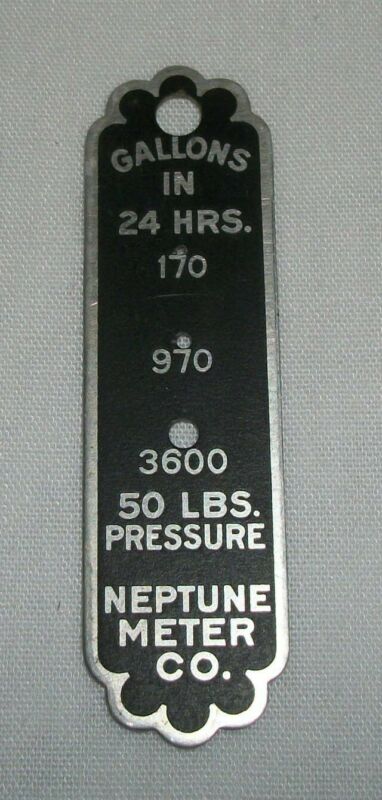 GALLONS
IN
24 HRS.
170
970
3600
50 LBS.
PRESSURE
NEPTUNE
METER
CO.